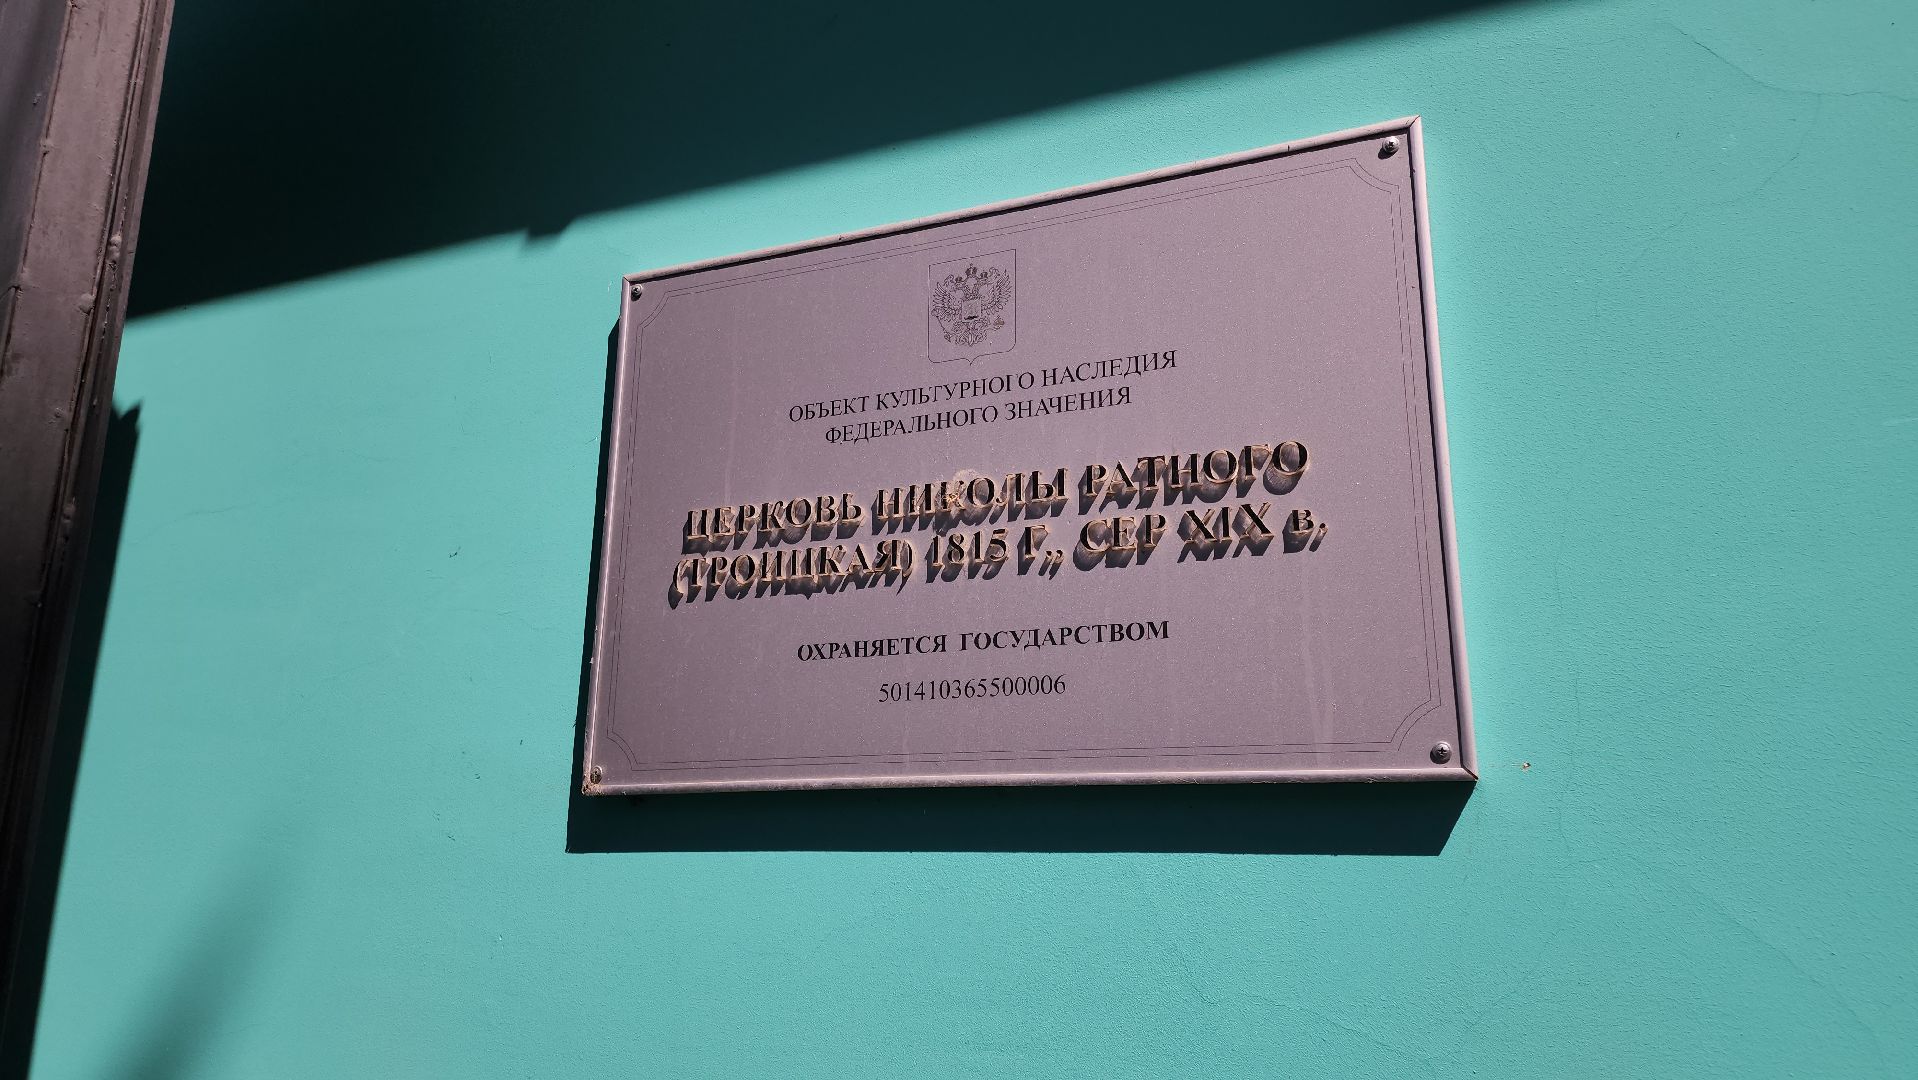 ОБЪЕКТ КУЛЬТУРНОГО НАСЛЕДИЯ
ФЕДЕРАЛЬНОГО ЗНАЧЕНИЯ
ЦЕРКОВЬ НИКОЛЫ РАТНОГО
(ТРОИЦКАЯ) 1815 Г,, СЕР XIX в.
ОХРАНЯЕТСЯ ГОСУДАРСТВОМ
501410365500006